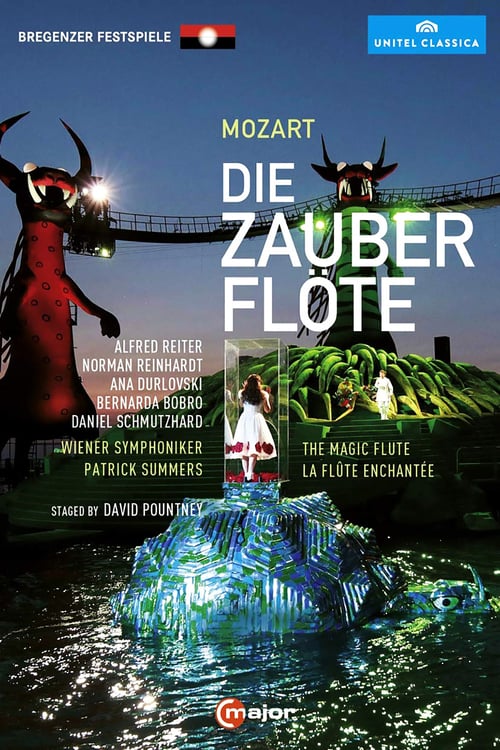 BREGENZER FESTSPIELE
UNITEL CLASSICA
MOZART
DIE
ZAUBER
FLÖTE
ALFRED REITER
NORMAN REINHARDT
ANA DURLOVSKI
BERNARDA BOBRO
DANIEL SCHMUTZHARD
WIENER SYMPHONIKER
PATRICK SUMMERS
THE MAGIC FLUTE
LA FLÛTE ENCHANTÉE
STAGED BY DAVID POUNTNEY
C major